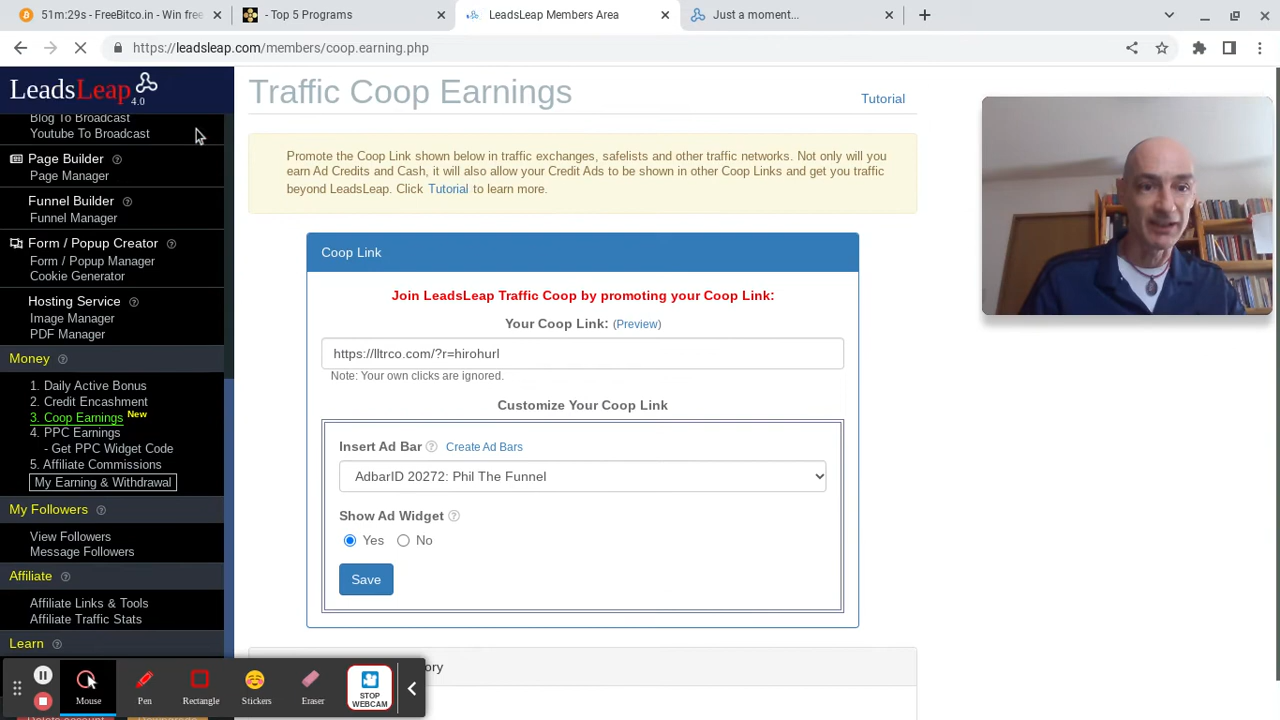 51m:29s - FreeBitco.in - Win free
- Top 5 Programs
LeadsLeap Members Area
Just a moment...
https://leadsleap.com/members/coop.earning.php
LeadsLeap
4.0
Blog To Broadcast
Youtube To Broadcast
Page Builder
Page Manager
Funnel Builder
Funnel Manager
Form / Popup Creator
Form / Popup Manager
Cookie Generator
Hosting Service
Image Manager
PDF Manager
Money
1. Daily Active Bonus
2. Credit Encashment
3. Coop Earnings New
4. PPC Earnings
- Get PPC Widget Code
5. Affiliate Commissions
My Earning & Withdrawal
My Followers
View Followers
Message Followers
Affiliate
Affiliate Links & Tools
Affiliate Traffic Stats
Learn
Traffic Coop Earnings
Tutorial
Promote the Coop Link shown below in traffic exchanges, safelists and other traffic networks. Not only will you
earn Ad Credits and Cash, it will also allow your Credit Ads to be shown in other Coop Links and get you traffic
beyond LeadsLeap. Click Tutorial to learn more.
Coop Link
Join LeadsLeap Traffic Coop by promoting your Coop Link:
Your Coop Link: (Preview)
https://lltrco.com/?r=hirohurl
Note: Your own clicks are ignored.
Customize Your Coop Link
Insert Ad Bar Create Ad Bars
AdbarID 20272: Phil The Funnel
Show Ad Widget
Yes No
Save
Mouse
Pen
Rectangle
Stickers
Eraser
STOP
WEBCAM